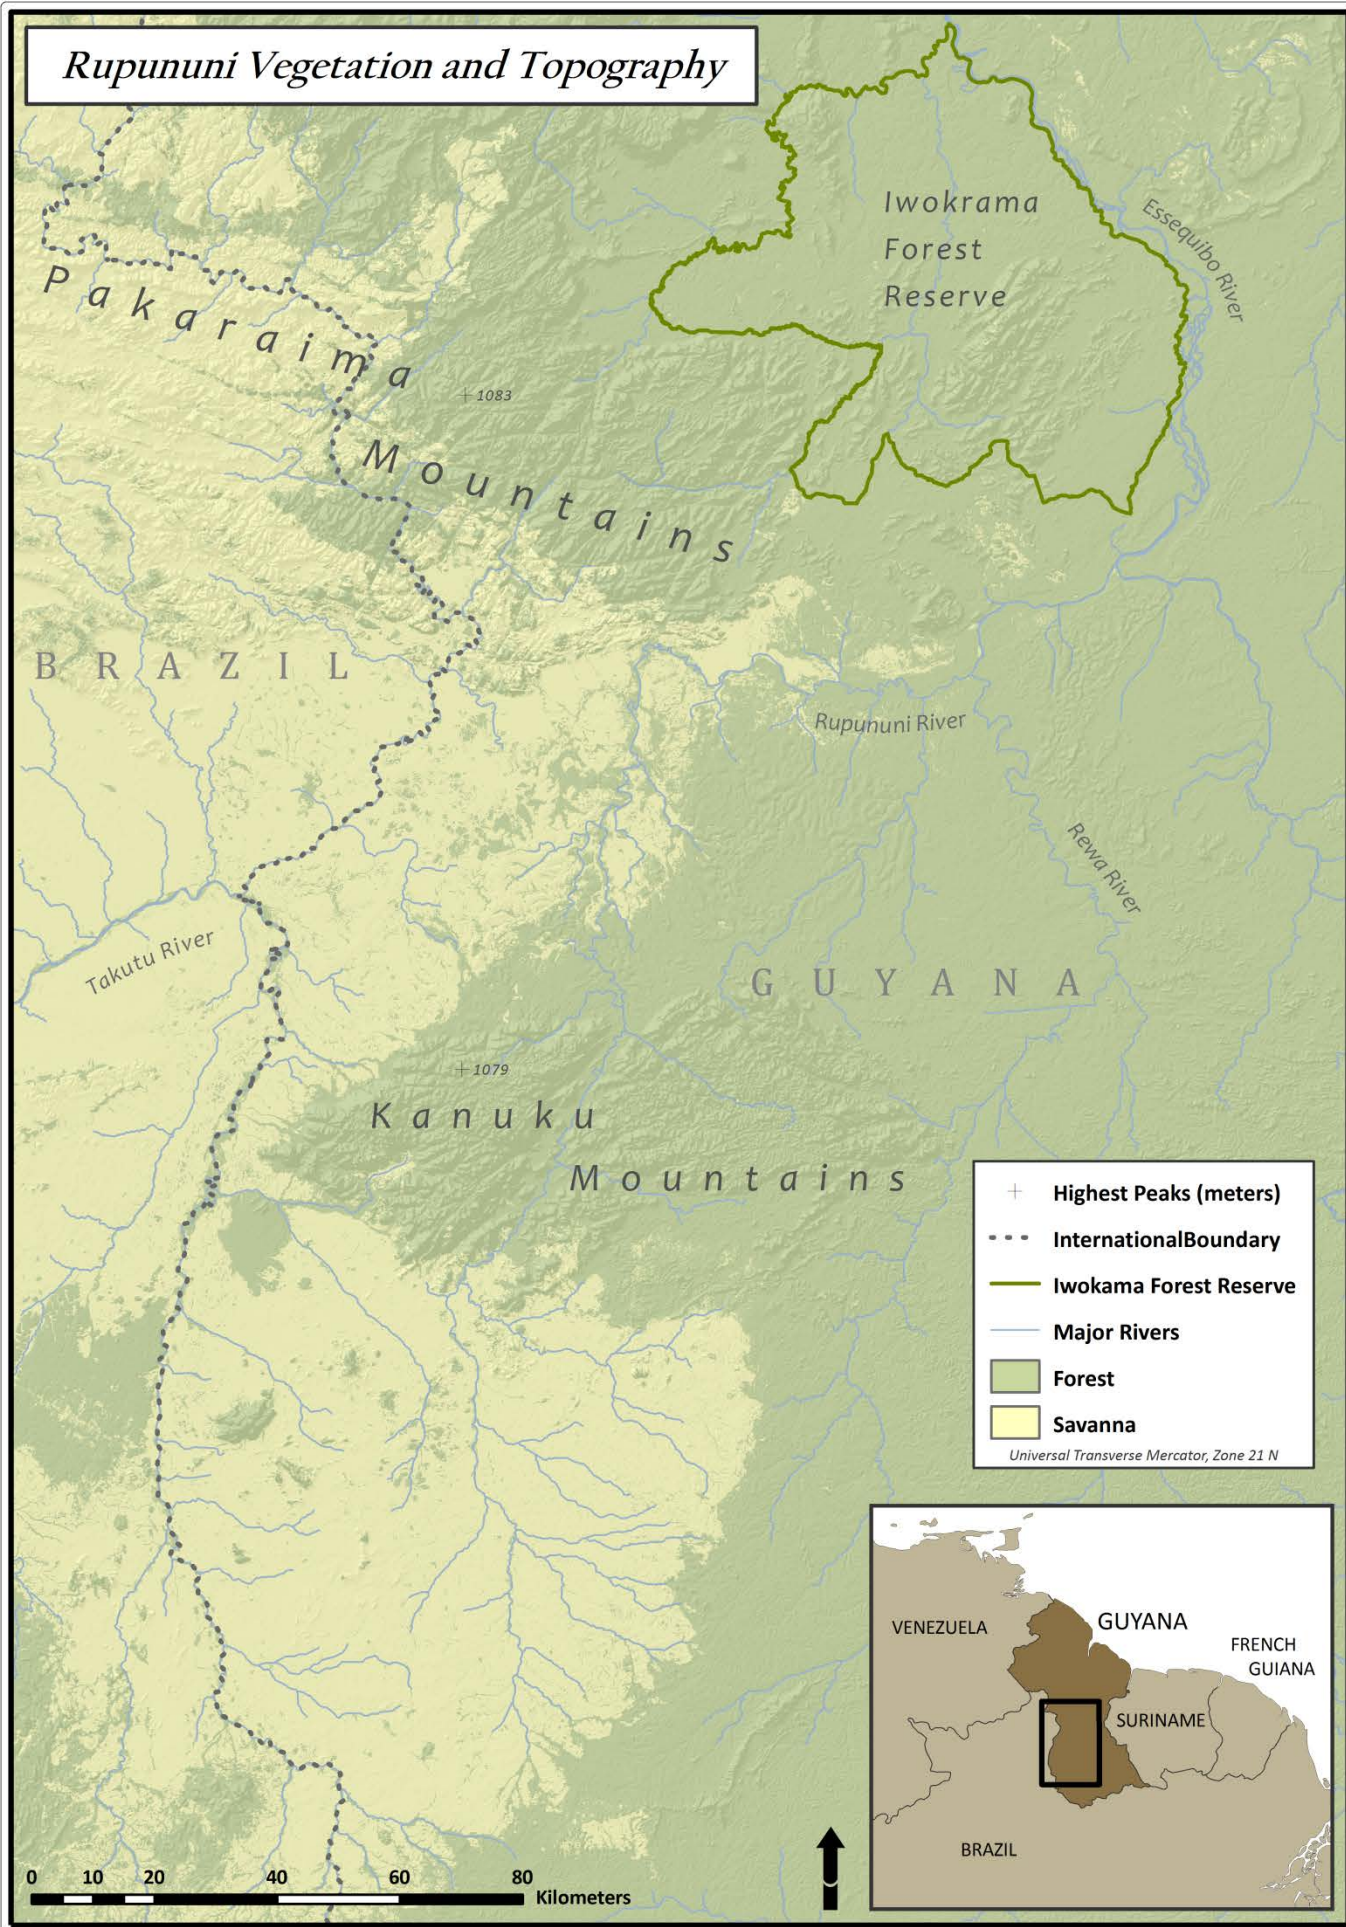 Rupununi Vegetation and Topography
Iwokrama
Forest
Reserve
Essequibo River
Pakaraima
Mountains
1083
BRAZIL
Rupununi River
Rewa River
Takutu River
GUYANA
1079
Kanuku
Mountains
Highest Peaks (meters)
InternationalBoundary
Iwokama Forest Reserve
Major Rivers
Forest
Savanna
Universal Transverse Mercator, Zone 21 N
VENEZUELA
GUYANA
FRENCH
GUIANA
SURINAME
BRAZIL
0 10 20 40 60 80
Kilometers